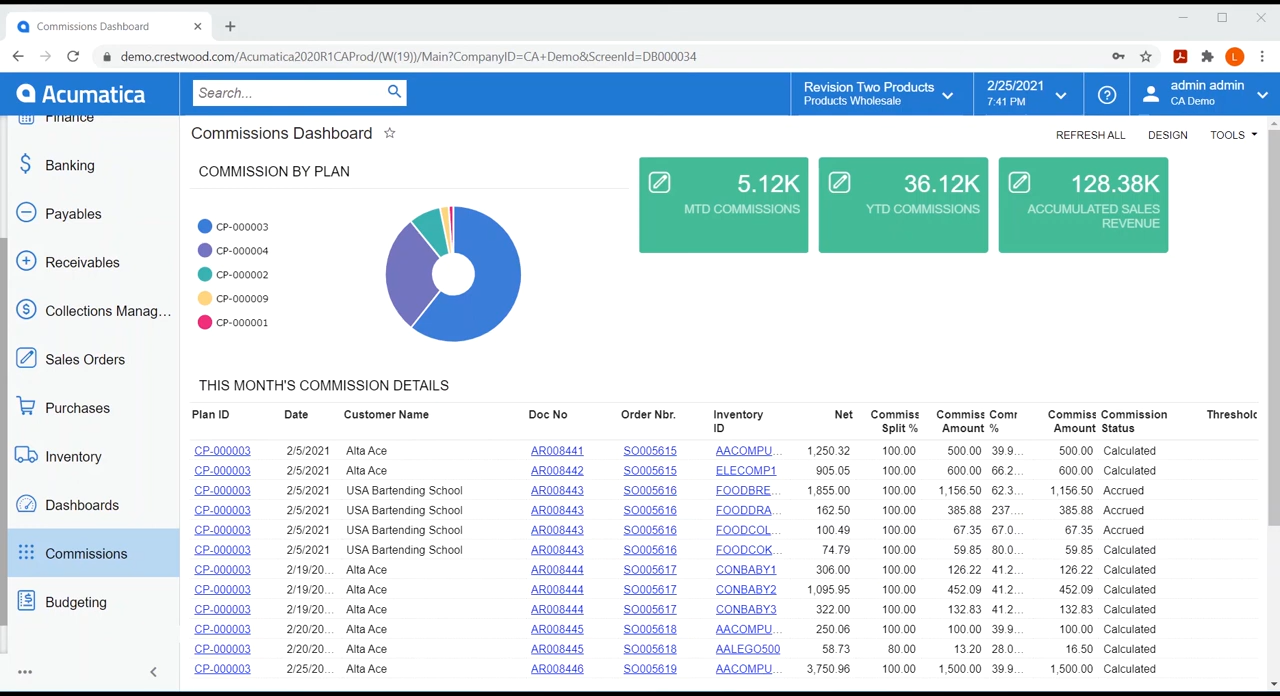 Commissions Dashboard
demo.crestwood.com/Acumatica2020R1CAProd/(W(19))/Main?CompanyID=CA+Demo&ScreenId=DB000034
L
Acumatica
Search...
Revision Two Products
Products Wholesale
2/25/2021
7:41 PM
admin admin
CA Demo
Finance
Banking
Payables
Receivables
Collections Manag...
Sales Orders
Purchases
Inventory
Dashboards
Commissions
Budgeting
Commissions Dashboard
REFRESH ALL DESIGN TOOLS
COMMISSION BY PLAN
CP-000003
CP-000004
CP-000002
CP-000009
CP-000001
5.12K
MTD COMMISSIONS
36.12K
YTD COMMISSIONS
128.38K
ACCUMULATED SALES
REVENUE
THIS MONTH'S COMMISSION DETAILS
Plan ID Date Customer Name Doc No Order Nbr. Inventory ID Net Commiss Split % Commiss Amount Comr % Commiss Amount Commission Status Threshold
CP-000003 2/5/2021 Alta Ace AR008441 SO005615 AACOMPU... 1,250.32 100.00 500.00 39.9... 500.00 Calculated
CP-000003 2/5/2021 Alta Ace AR008442 SO005615 ELECOMP1 905.05 100.00 600.00 66.2... 600.00 Calculated
CP-000003 2/5/2021 USA Bartending School AR008443 SO005616 FOODBRE... 1,855.00 100.00 1,156.50 62.3... 1,156.50 Accrued
CP-000003 2/5/2021 USA Bartending School AR008443 SO005616 FOODDRA... 162.50 100.00 385.88 237.... 385.88 Accrued
CP-000003 2/5/2021 USA Bartending School AR008443 SO005616 FOODCOL... 100.49 100.00 67.35 67.0... 67.35 Accrued
CP-000003 2/5/2021 USA Bartending School AR008443 SO005616 FOODCOK... 74.79 100.00 59.85 80.0... 59.85 Calculated
CP-000003 2/19/20... Alta Ace AR008444 SO005617 CONBABY1 306.00 100.00 126.22 41.2... 126.22 Calculated
CP-000003 2/19/20... Alta Ace AR008444 SO005617 CONBABY2 1,095.95 100.00 452.09 41.2... 452.09 Calculated
CP-000003 2/19/20... Alta Ace AR008444 SO005617 CONBABY3 322.00 100.00 132.83 41.2... 132.83 Calculated
CP-000003 2/20/20... Alta Ace AR008445 SO005618 AACOMPU... 250.06 100.00 100.00 39.9... 100.00 Calculated
CP-000003 2/20/20... Alta Ace AR008445 SO005618 AALEGO500 58.73 80.00 13.20 28.0... 16.50 Calculated
CP-000003 2/25/20... Alta Ace AR008446 SO005619 AACOMPU... 3,750.96 100.00 1,500.00 39.9... 1,500.00 Calculated